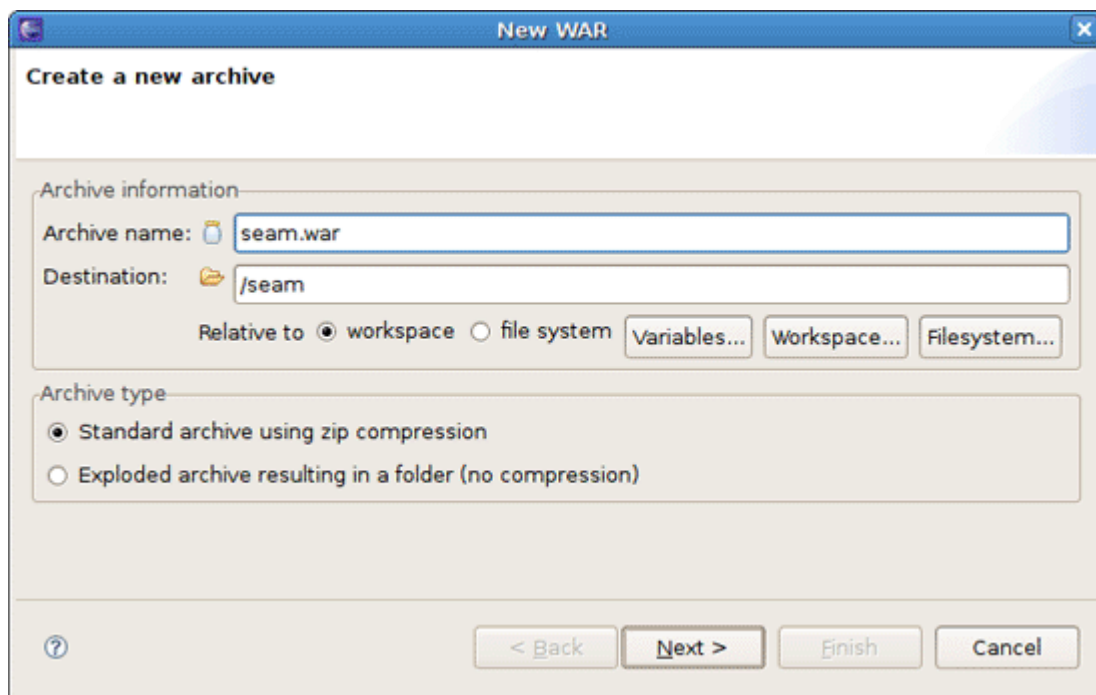 New WAR
Create a new archive
Archive information
Archive name: seam.war
Destination: /seam
Relative to workspace file system Variables... Workspace... Filesystem...
Archive type
Standard archive using zip compression
Exploded archive resulting in a folder (no compression)
? < Back Next > Finish Cancel